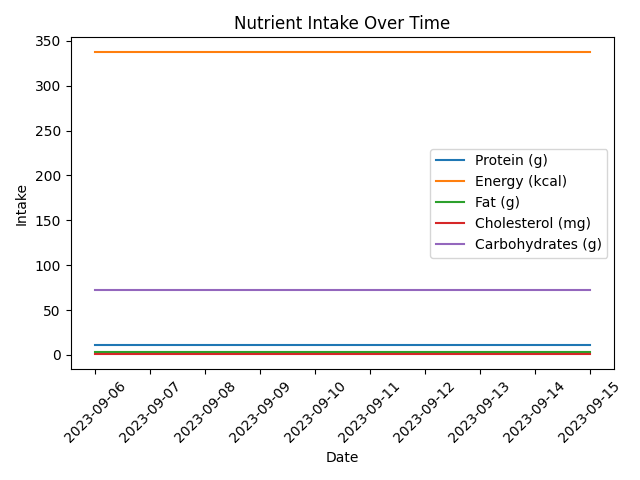 Nutrient Intake Over Time
350
300
250
200
150
100
50
0
Intake
Protein (g)
Energy (kcal)
Fat (g)
Cholesterol (mg)
Carbohydrates (g)
2023-09-06
2023-09-07
2023-09-08
2023-09-09
2023-09-10
2023-09-11
2023-09-12
2023-09-13
2023-09-14
2023-09-15
Date